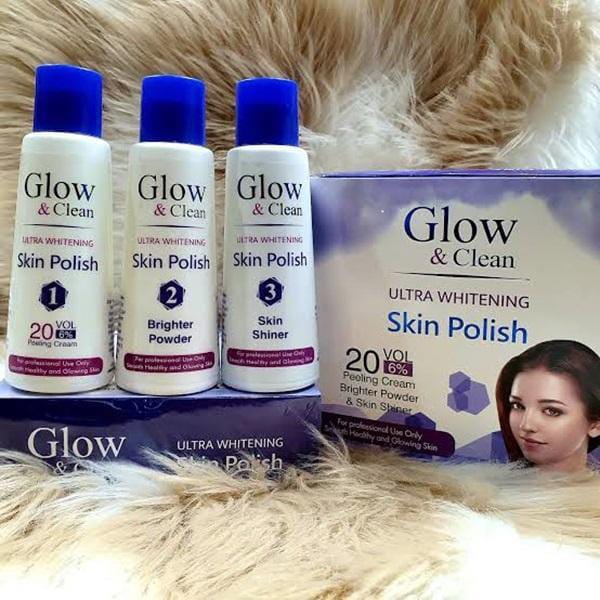 Glow
& Clean
ULTRA WHITENING
Skin Polish
1
20 VOL
6%
Peeling Cream
For professional Use Only
Smooth Healthy and Glowing Skin
Glow
& Clean
ULTRA WHITENING
Skin Polish
2
Brighter
Powder
For professional Use Only
Smooth Healthy and Glowing Skin
Glow
& Clean
ULTRA WHITENING
Skin Polish
3
Skin
Shiner
For professional Use Only
Smooth Healthy and Glowing Skin
Glow
& Clean
ULTRA WHITENING
Skin Polish
20 VOL
6%
Peeling Cream
Brighter Powder
& Skin Shiner
For professional Use Only
Smooth Healthy and Glowing Skin
Glow
& Clean
ULTRA WHITENING
Skin Polish